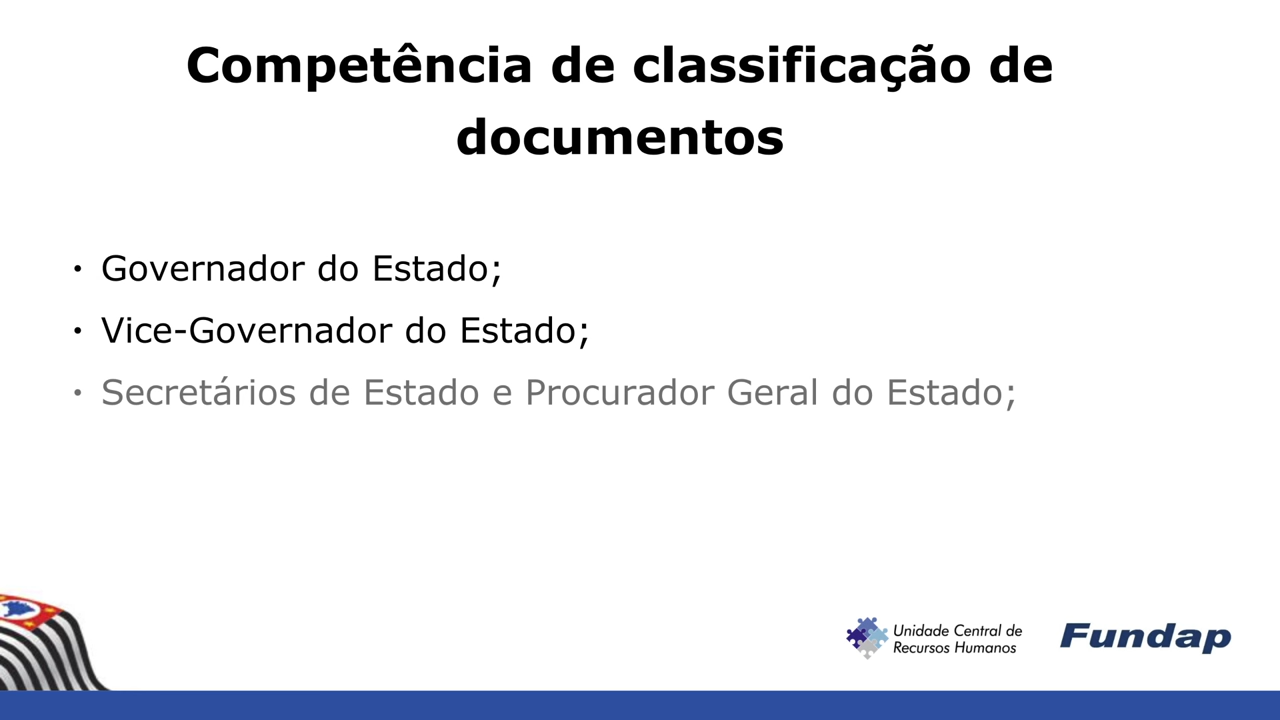 Competência de classificação de
documentos
• Governador do Estado;
• Vice-Governador do Estado;
• Secretários de Estado e Procurador Geral do Estado;
Unidade Central de
Recursos Humanos
Fundap